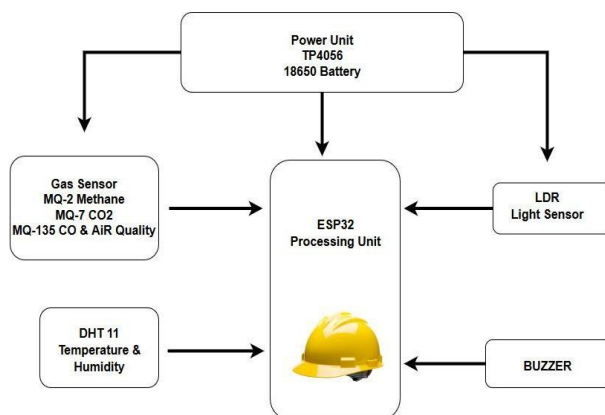 Power Unit
TP4056
18650 Battery
Gas Sensor
MQ-2 Methane
MQ-7 CO2
MQ-135 CO & AiR Quality
ESP32
Processing Unit
LDR
Light Sensor
DHT 11
Temperature &
Humidity
BUZZER